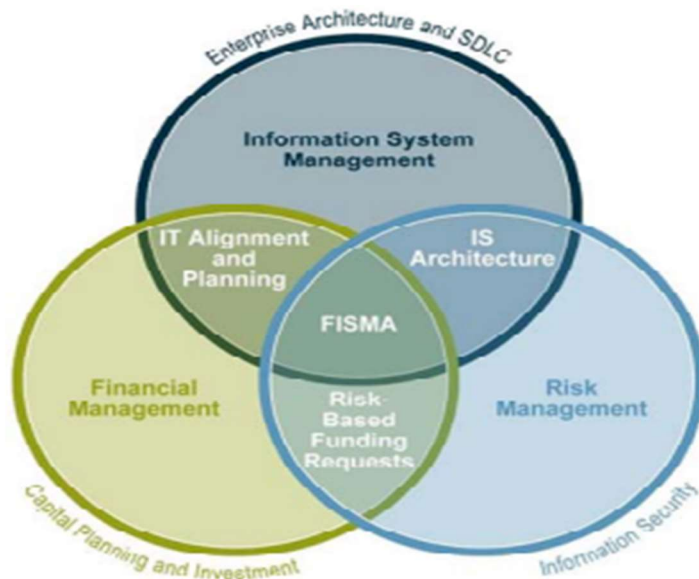 Enterprise Architecture and SDLC
Information System
Management
IT Alignment
and
Planning
IS
Architecture
FISMA
Financial
Management
Risk-
Based
Funding
Requests
Risk
Management
Capital Planning and Investment
Information Security